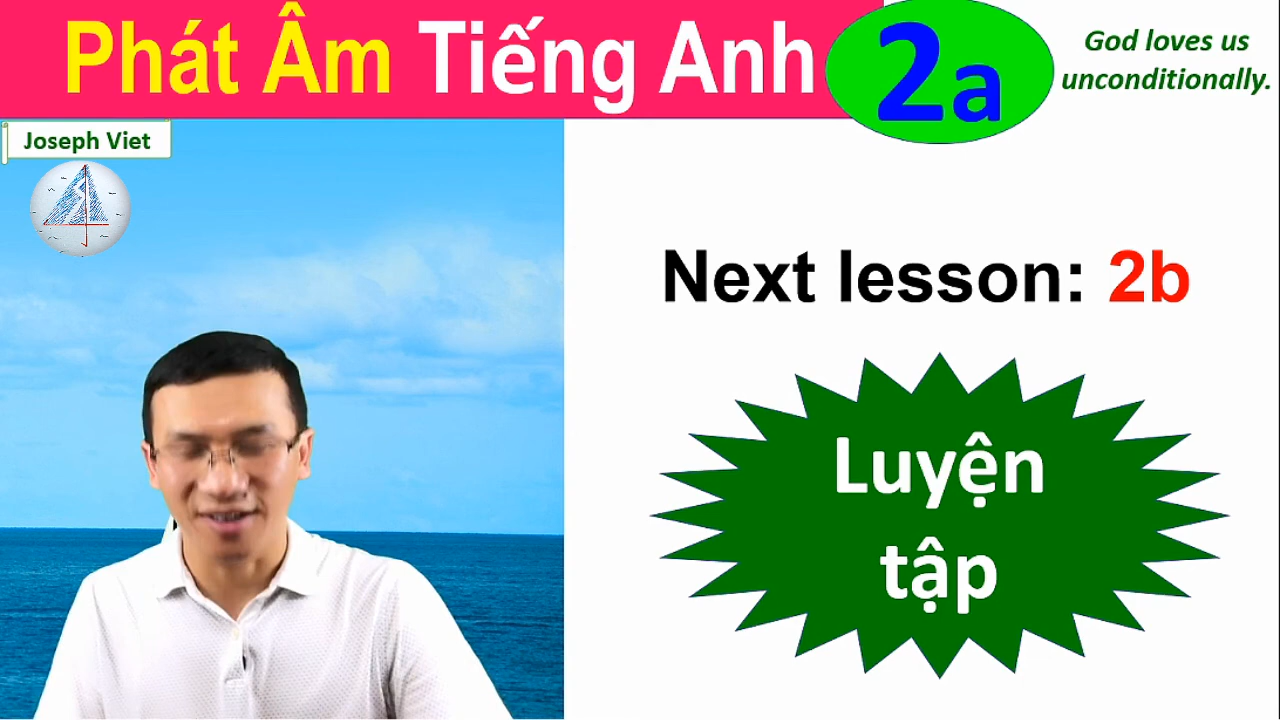 Phát Âm Tiếng Anh
2a
God loves us
unconditionally.
Joseph Viet
Next lesson: 2b
Luyện
tập